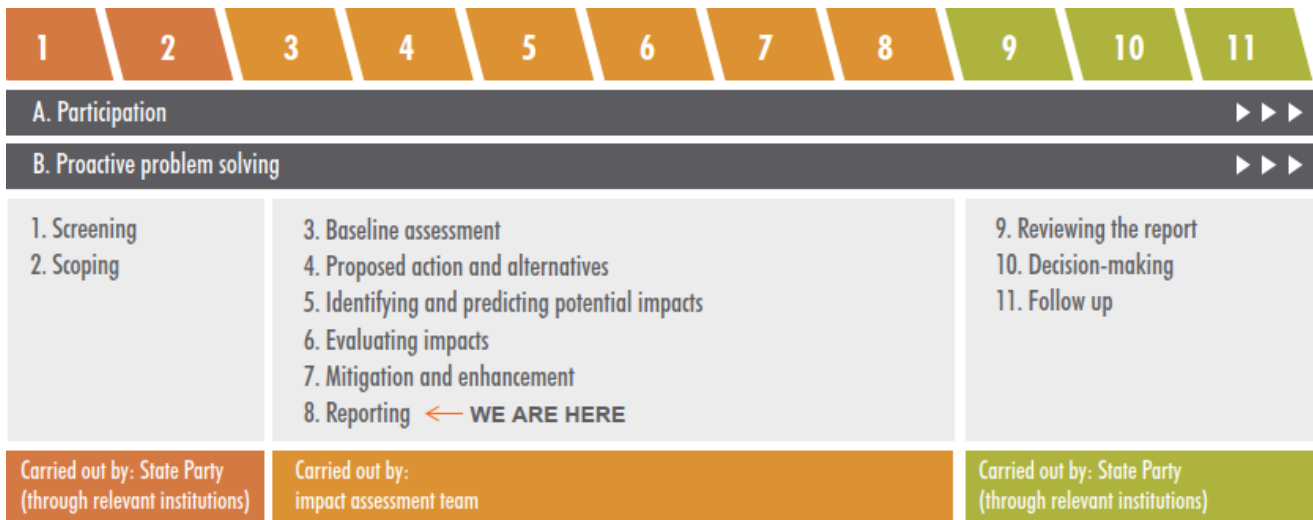 1 2 3 4 5 6 7 8 9 10 11
A. Participation
B. Proactive problem solving
1. Screening
2. Scoping
3. Baseline assessment
4. Proposed action and alternatives
5. Identifying and predicting potential impacts
6. Evaluating impacts
7. Mitigation and enhancement
8. Reporting ← WE ARE HERE
9. Reviewing the report
10. Decision-making
11. Follow up
Carried out by: State Party
(through relevant institutions)
Carried out by:
impact assessment team
Carried out by: State Party
(through relevant institutions)